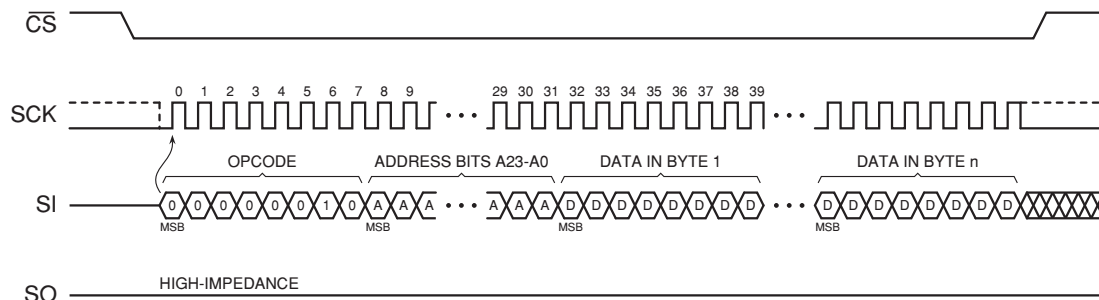 CS
SCK
0 1 2 3 4 5 6 7 8 9 29 30 31 32 33 34 35 36 37 38 39
OPCODE ADDRESS BITS A23-A0 DATA IN BYTE 1 DATA IN BYTE n
SI
0 0 0 0 0 0 1 0 A A A A A A D D D D D D D D D D D D D D D D
MSB MSB MSB MSB
SO
HIGH-IMPEDANCE